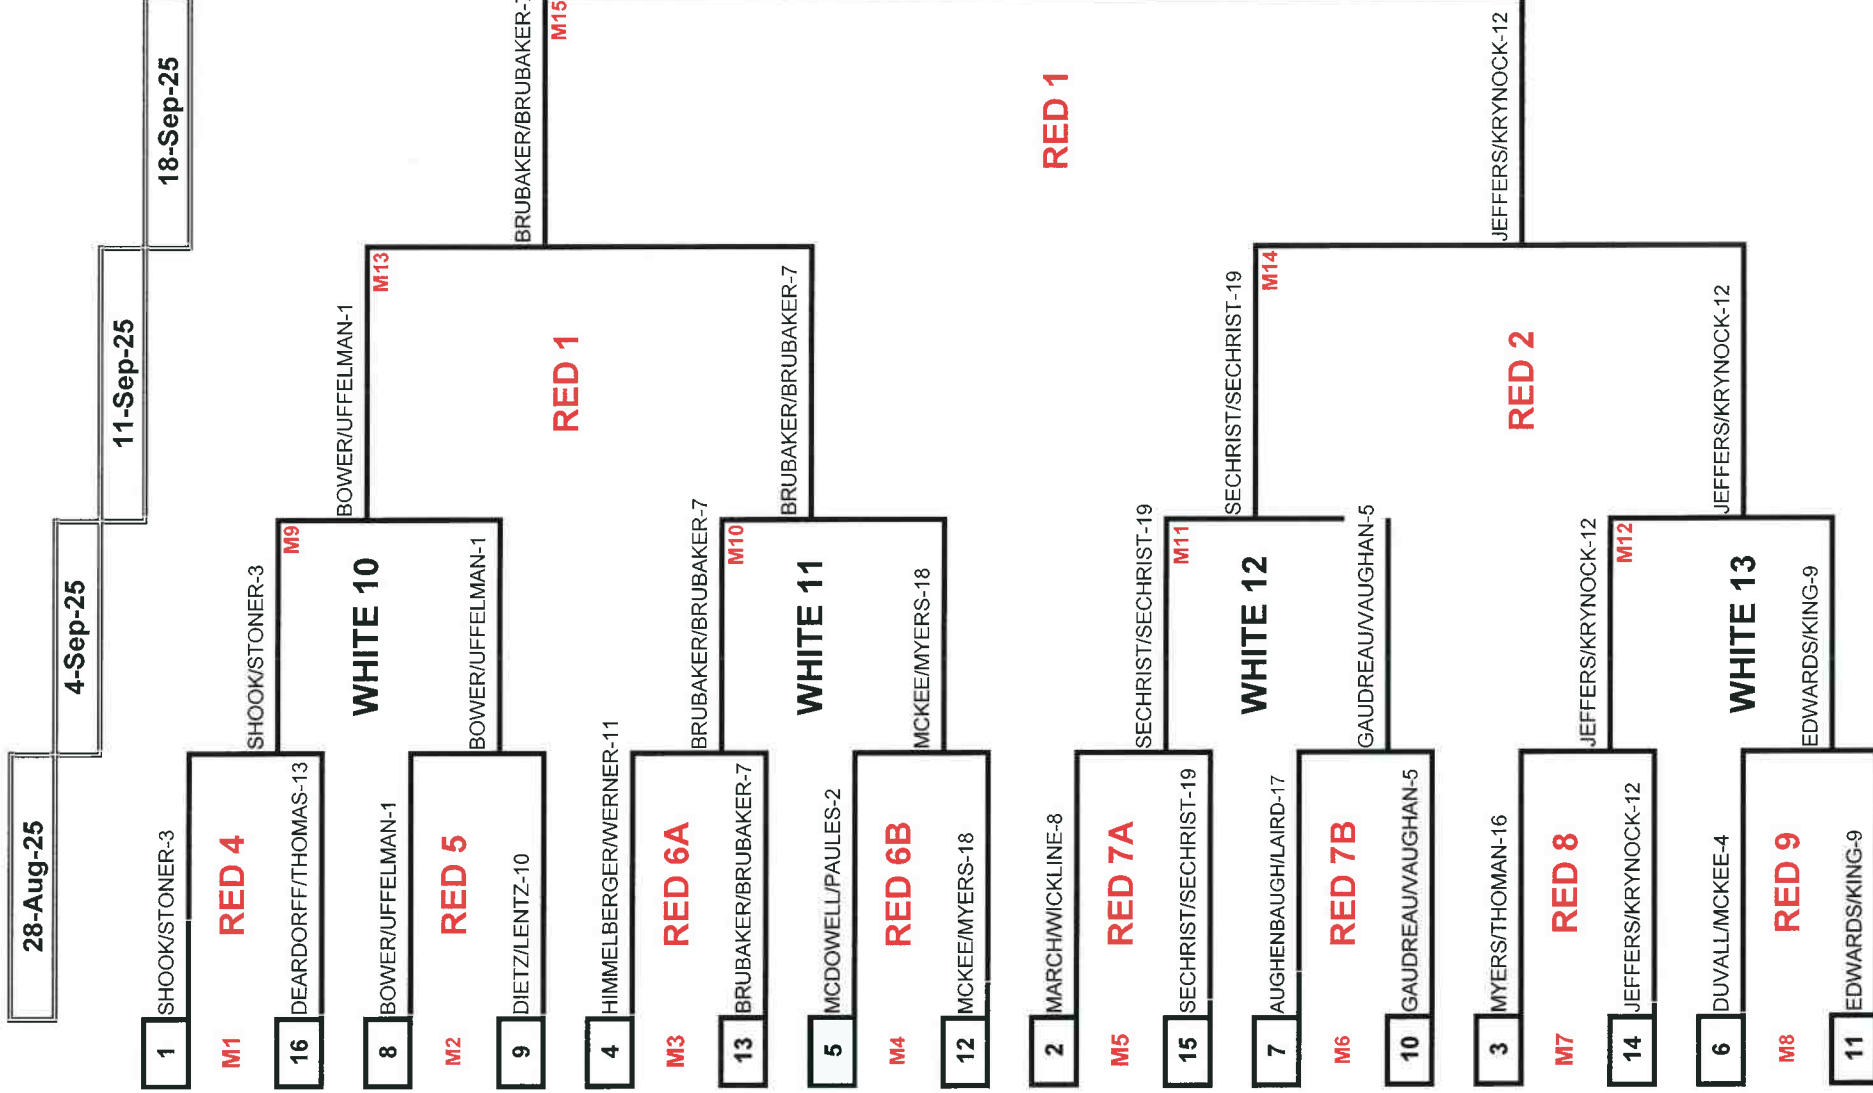 28-Aug-25
4-Sep-25
11-Sep-25
18-Sep-25
1
SHOOK/STONER-3
M1
RED 4
16
DEARDORFF/THOMAS-13
8
BOWER/UFFELMAN-1
M2
RED 5
9
DIETZ/LENTZ-10
4
HIMMELBERGER/WERNER-11
M3
RED 6A
13
BRUBAKER/BRUBAKER-7
5
MCDOWELL/PAULES-2
M4
RED 6B
12
MCKEE/MYERS-18
2
MARCH/WICKLINE-8
M5
RED 7A
15
SECHRIST/SECHRIST-19
7
AUGHENBAUGH/LAIRD-17
M6
RED 7B
10
GAUDREAU/VAUGHAN-5
3
MYERS/THOMAN-16
M7
RED 8
14
JEFFERS/KRYNOCK-12
6
DUVALL/MCKEE-4
M8
RED 9
11
EDWARDS/KING-9
SHOOK/STONER-3
M9
WHITE 10
BOWER/UFFELMAN-1
BRUBAKER/BRUBAKER-7
M10
WHITE 11
MCKEE/MYERS-18
SECHRIST/SECHRIST-19
M11
WHITE 12
GAUDREAU/VAUGHAN-5
JEFFERS/KRYNOCK-12
M12
WHITE 13
EDWARDS/KING-9
BOWER/UFFELMAN-1
M13
RED 1
BRUBAKER/BRUBAKER-7
SECHRIST/SECHRIST-19
M14
RED 2
JEFFERS/KRYNOCK-12
BRUBAKER/BRUBAKER-
M15
RED 1
JEFFERS/KRYNOCK-12